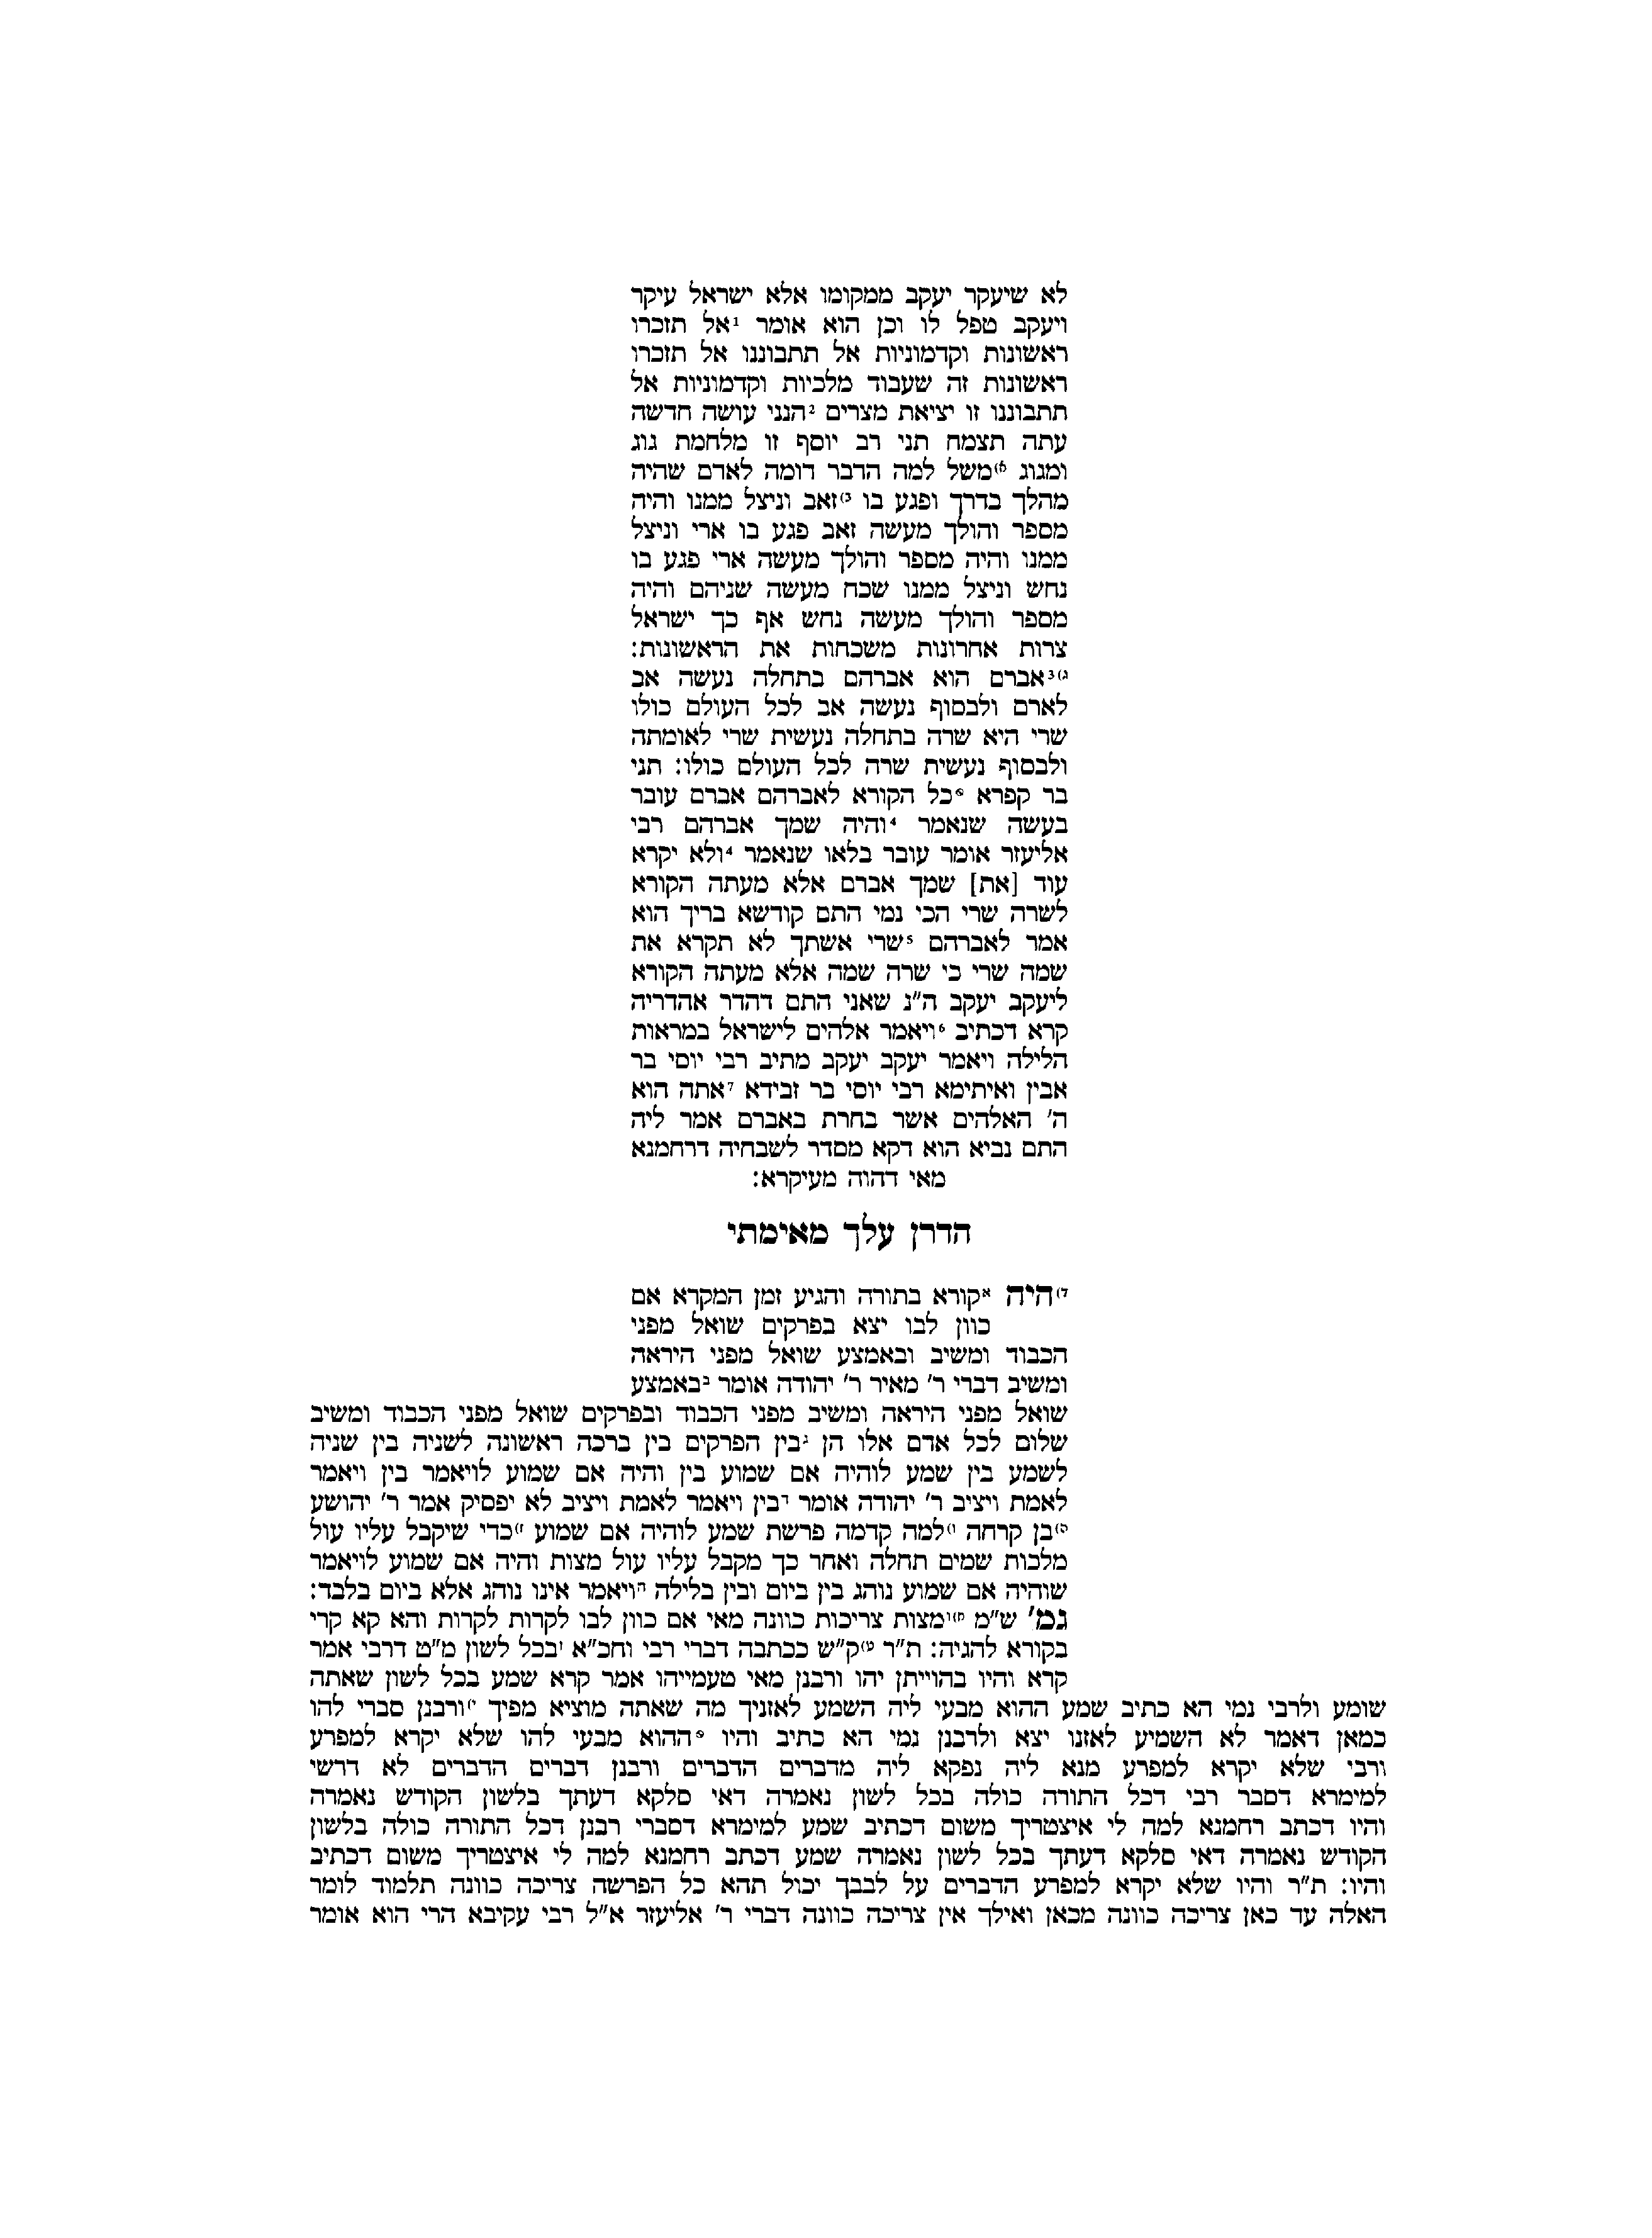 לא שיעקר יעקב ממקומו אלא ישראל עיקר
ויעקב טפל לו וכן הוא אומר 1אל תזכרו
ראשונות וקדמוניות אל תתבוננו אל תזכרו
ראשונות זה שעבוד מלכיות וקדמוניות אל
תתבוננו זו יציאת מצרים 2הנני עושה חדשה
עתה תצמח תני רב יוסף זו מלחמת גוג
ומגוג א)משל למה הדבר דומה לאדם שהיה
מהלך בדרך ופגע בו ב)זאב וניצל ממנו והיה
מספר והולך מעשה זאב פגע בו ארי וניצל
ממנו והיה מספר והולך מעשה ארי פגע בו
נחש וניצל ממנו שכח מעשה שניהם והיה
מספר והולך מעשה נחש אף כך ישראל
צרות אחרונות משכחות את הראשונות:
ג)3אברם הוא אברהם בתחלה נעשה אב
לארם ולבסוף נעשה אב לכל העולם כולו
שרי היא שרה בתחלה נעשית שרי לאומתה
ולבסוף נעשית שרה לכל העולם כולו: תני
בר קפרא °כל הקורא לאברהם אברם עובר
בעשה שנאמר 4והיה שמך אברהם רבי
אליעזר אומר עובר בלאו שנאמר 4ולא יקרא
עוד [את] שמך אברם אלא מעתה הקורא
לשרה שרי הכי נמי התם קודשא בריך הוא
אמר לאברהם 5שרי אשתך לא תקרא את
שמה שרי כי שרה שמה אלא מעתה הקורא
ליעקב יעקב ה"נ שאני התם דהדר אהדריה
קרא דכתיב 6ויאמר אלהים לישראל במראות
הלילה ויאמר יעקב יעקב מתיב רבי יוסי בר
אבין ואיתימא רבי יוסי בר זבידא 7אתה הוא
ה' האלהים אשר בחרת באברם אמר ליה
התם נביא הוא דקא מסדר לשבחיה דרחמנא
מאי דהוה מעיקרא:
הדרן עלך מאימתי
ד)היה אקורא בתורה והגיע זמן המקרא אם
כוון לבו יצא בפרקים שואל מפני
הכבוד ומשיב ובאמצע שואל מפני היראה
ומשיב דברי ר' מאיר ר' יהודה אומר בבאמצע
שואל מפני היראה ומשיב מפני הכבוד ובפרקים שואל מפני הכבוד ומשיב
שלום לכל אדם אלו הן גבין הפרקים בין ברכה ראשונה לשניה בין שניה
לשמע בין שמע לוהיה אם שמוע בין והיה אם שמוע לויאמר בין ויאמר
לאמת ויציב ר' יהודה אומר דבין ויאמר לאמת ויציב לא יפסיק אמר ר' יהושע
ה)בן קרחה ו)למה קדמה פרשת שמע לוהיה אם שמוע ז)כדי שיקבל עליו עול
מלכות שמים תחלה ואחר כך מקבל עליו עול מצות והיה אם שמוע לויאמר
שוהיה אם שמוע נוהג בין ביום ובין בלילה הויאמר אינו נוהג אלא ביום בלבד:
גמ' ש"מ ח)ומצות צריכות כוונה מאי אם כוון לבו לקרות לקרות והא קא קרי
בקורא להגיה: ת"ר ט)ק"ש ככתבה דברי רבי וחכ"א זבכל לשון מ"ט דרבי אמר
קרא והיו בהוייתן יהו ורבנן מאי טעמייהו אמר קרא שמע בכל לשון שאתה
שומע ולרבי נמי הא כתיב שמע ההוא מבעי ליה השמע לאזניך מה שאתה מוציא מפיך י)ורבנן סברי להו
כמאן דאמר לא השמיע לאזנו יצא ולרבנן נמי הא כתיב והיו °ההוא מבעי להו שלא יקרא למפרע
ורבי שלא יקרא למפרע מנא ליה נפקא ליה מדברים הדברים ורבנן דברים הדברים לא דרשי
למימרא דסבר רבי דכל התורה כולה בכל לשון נאמרה דאי סלקא דעתך בלשון הקודש נאמרה
והיו דכתב רחמנא למה לי איצטריך משום דכתיב שמע למימרא דסברי רבנן דכל התורה כולה בלשון
הקודש נאמרה דאי סלקא דעתך בכל לשון נאמרה שמע דכתב רחמנא למה לי איצטריך משום דכתיב
והיו: ת"ר והיו שלא יקרא למפרע הדברים על לבבך יכול תהא כל הפרשה צריכה כוונה תלמוד לומר
האלה עד כאן צריכה כוונה מכאן ואילך אין צריכה כוונה דברי ר' אליעזר א"ל רבי עקיבא הרי הוא אומר